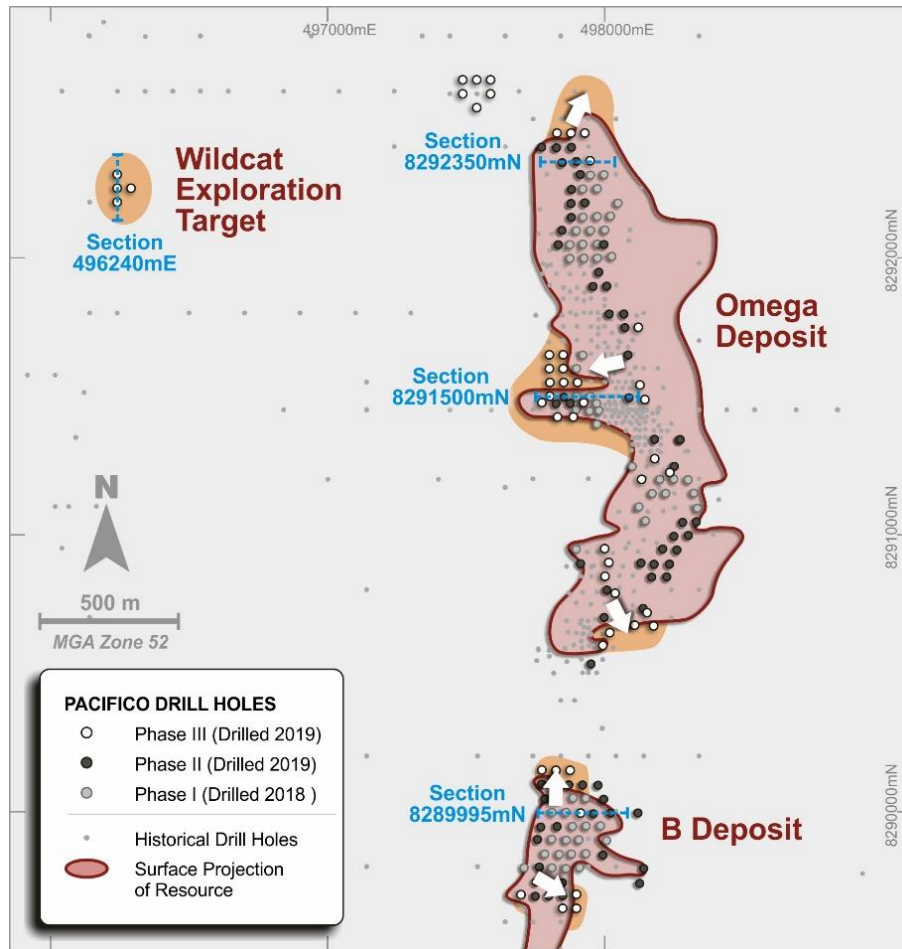 497000mE
498000mE
Section
8292350mN
Wildcat
Exploration
Target
Section
496240mE
8292000mN
Omega
Deposit
Section
8291500mN
N
500 m
MGA Zone 52
8291000mN
PACIFICO DRILL HOLES
Phase III (Drilled 2019)
Phase II (Drilled 2019)
Phase I (Drilled 2018 )
Historical Drill Holes
Surface Projection
of Resource
Section
8289995mN
8290000mN
B Deposit